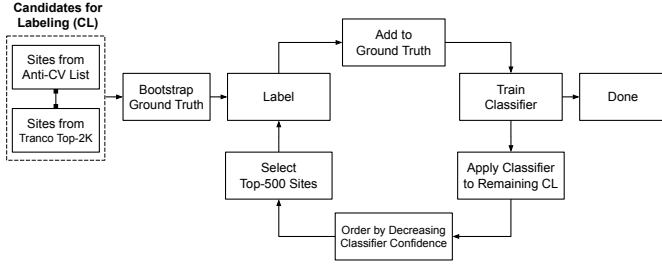 Candidates for
Labeling (CL)
Sites from
Anti-CV List
Sites from
Tranco Top-2K
Bootstrap
Ground Truth
Label
Add to
Ground Truth
Train
Classifier
Done
Apply Classifier
to Remaining CL
Order by Decreasing
Classifier Confidence
Select
Top-500 Sites